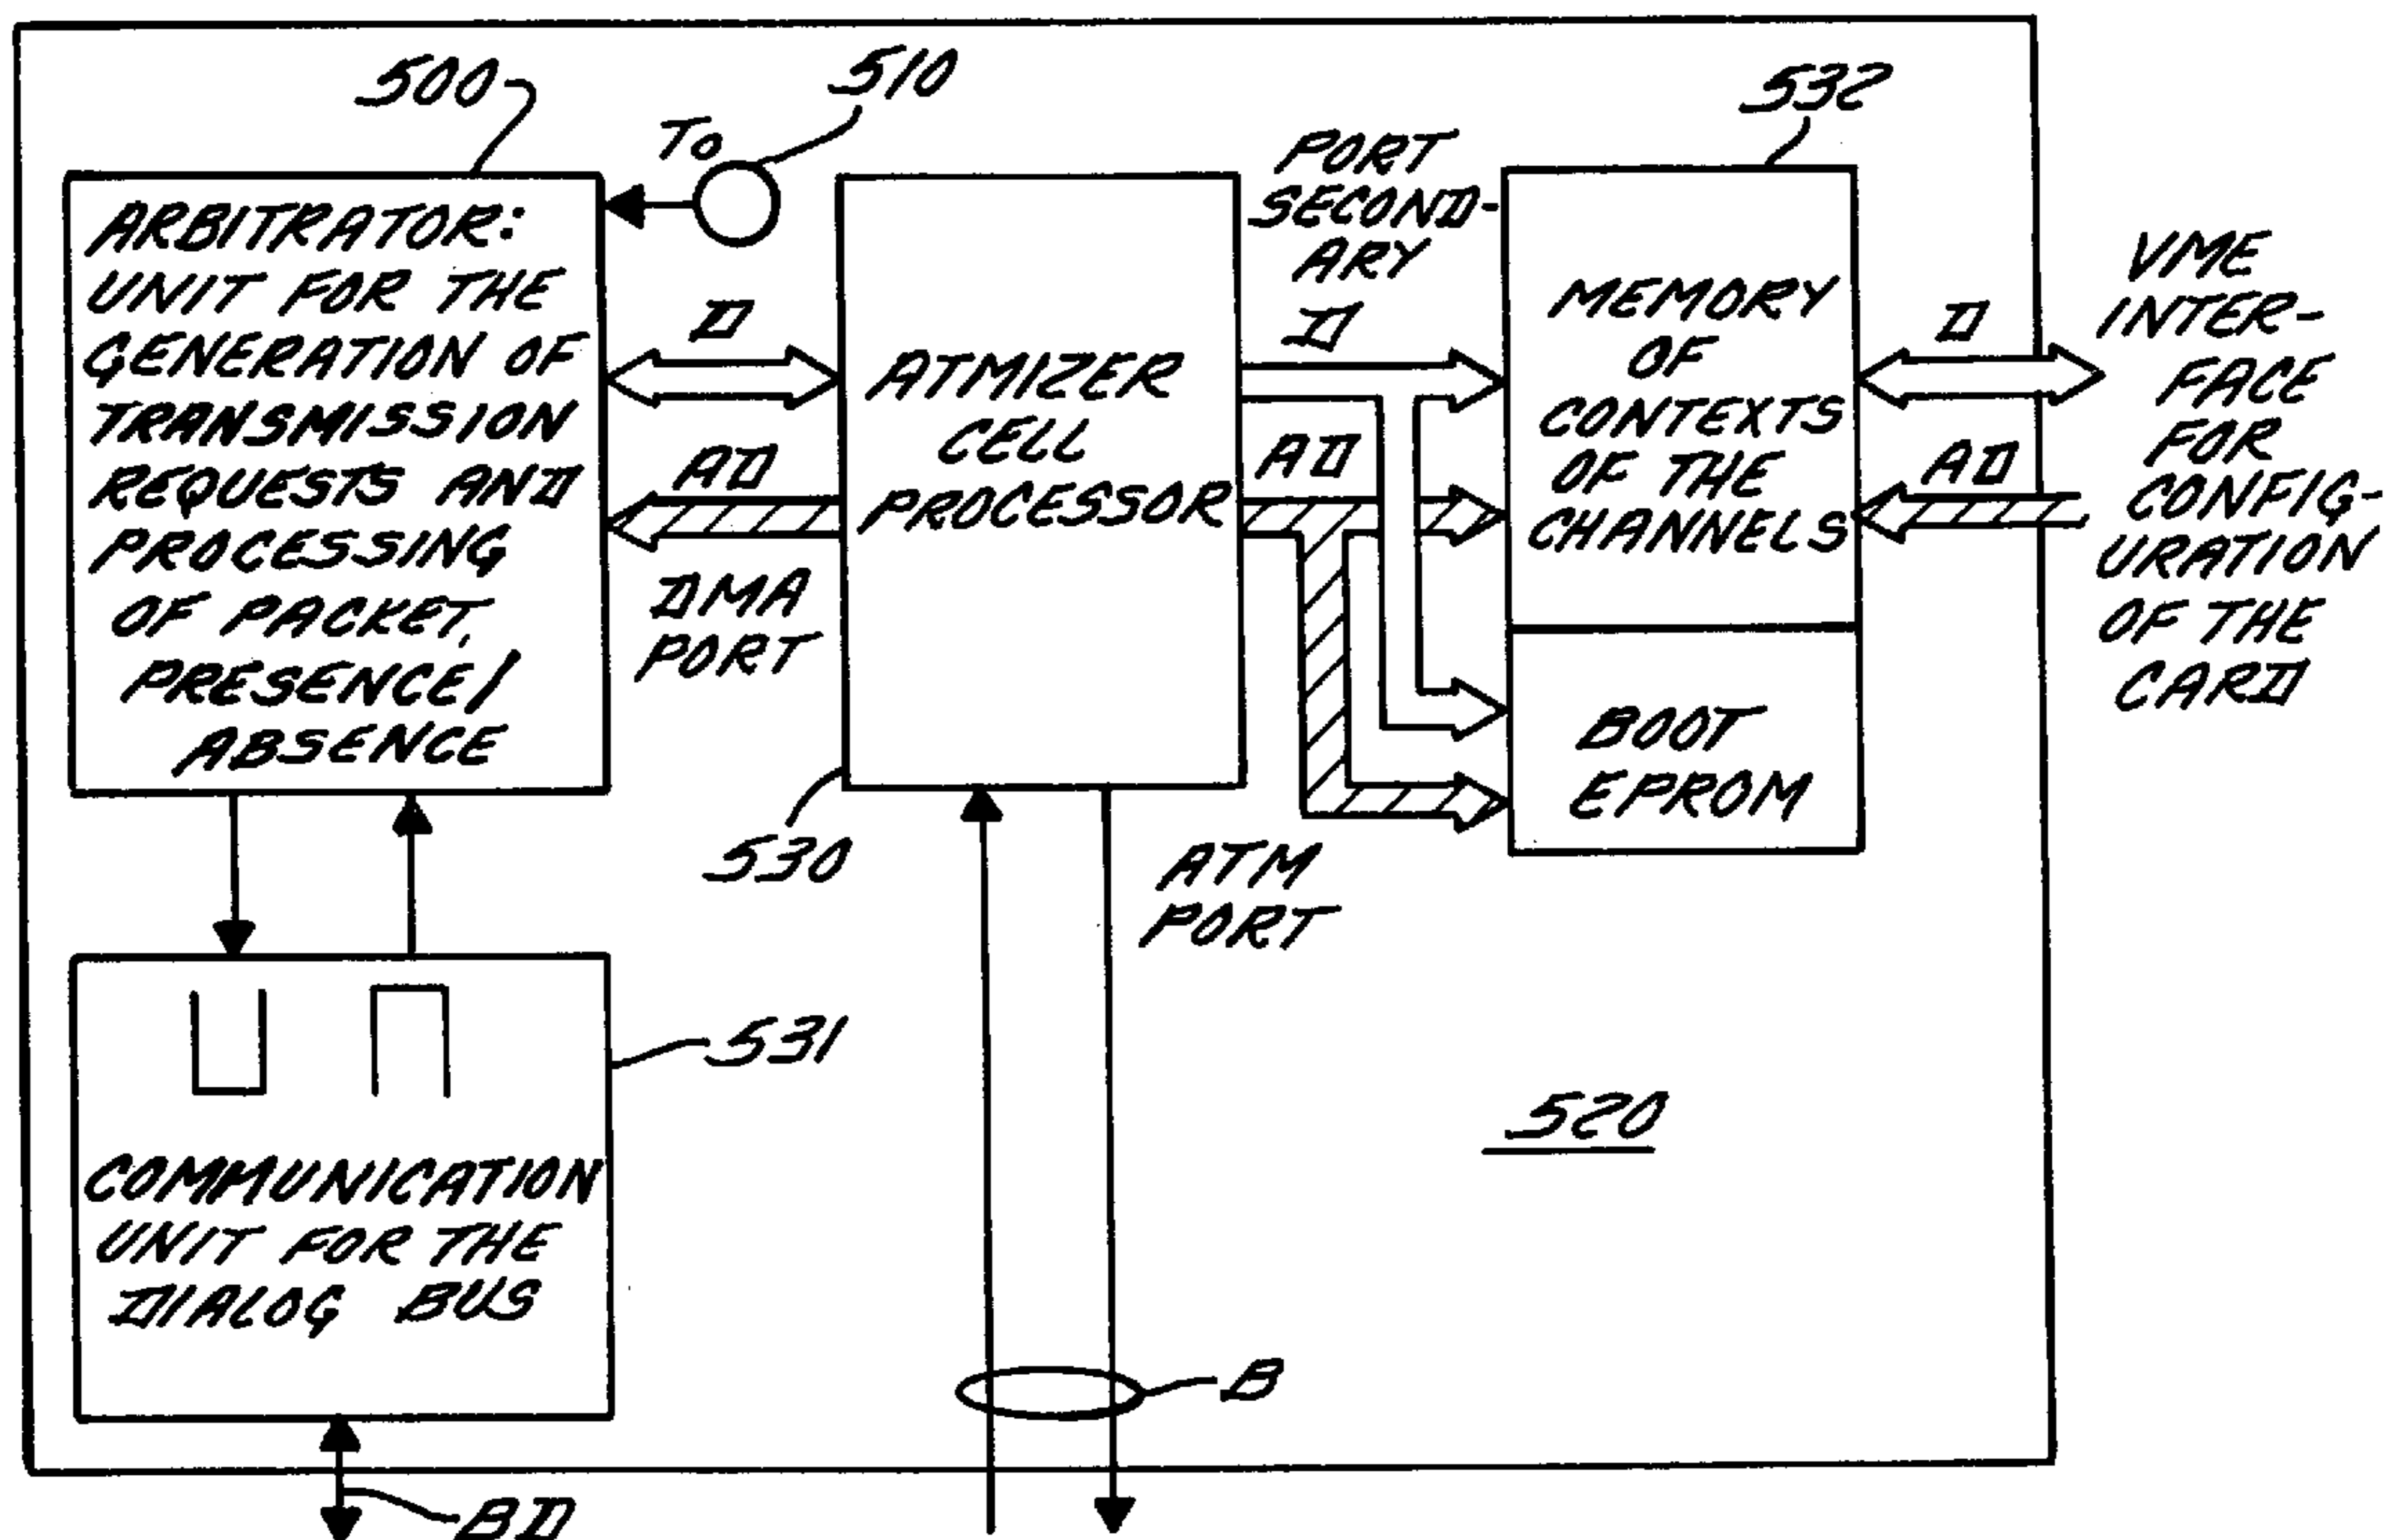 500
510
532
To
ARBITRATOR:
UNIT FOR THE
GENERATION OF
TRANSMISSION
REQUESTS AND
PROCESSING
OF PACKET,
PRESENCE/
ABSENCE
D
AD
DMA
PORT
ATMIZER
CELL
PROCESSOR
530
PORT
SECOND-
ARY
D
AD
MEMORY
OF
CONTEXTS
OF THE
CHANNELS
BOOT
EPROM
D
AD
VME
INTER-
FACE
FOR
CONFIG-
URATION
OF THE
CARD
ATM
PORT
531
COMMUNICATION
UNIT FOR THE
DIALOG BUS
520
B
BD